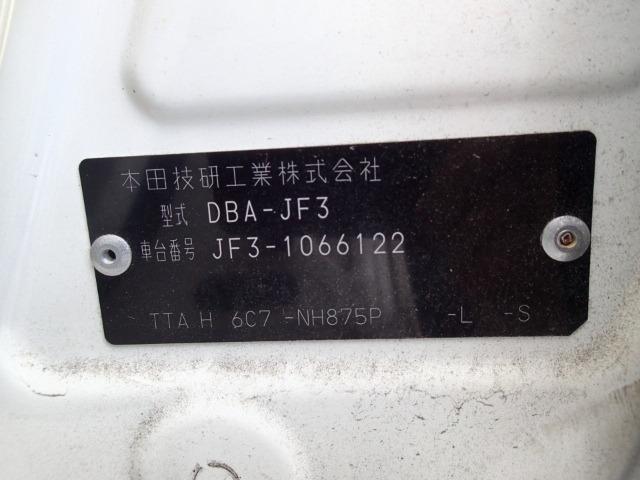 本田技研工業株式会社
型式 DBA-JF3
車台番号 JF3-1066122
TTA H 6C7 -NH875P -L -S